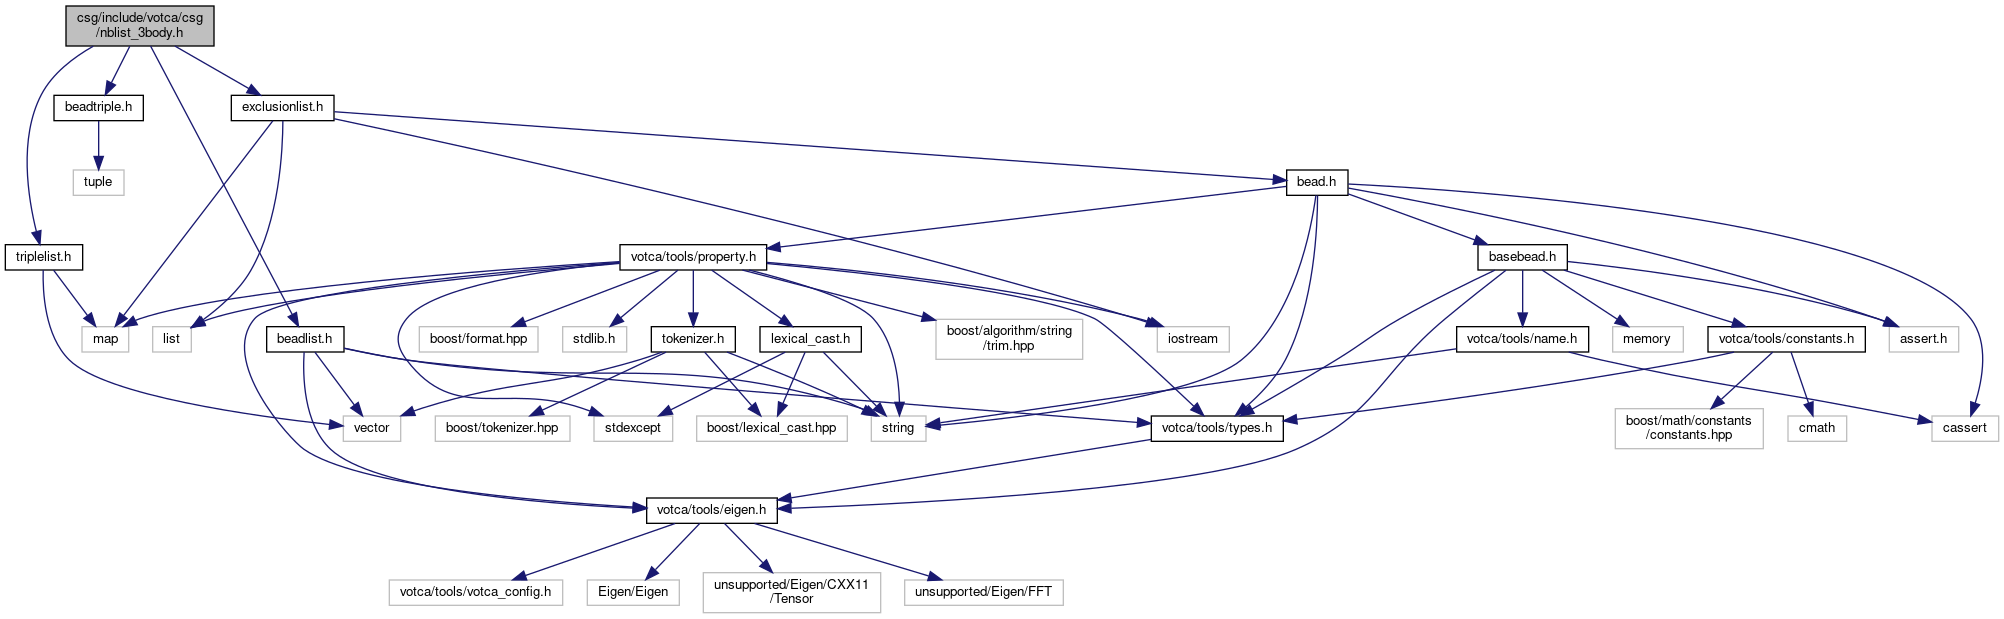 csg/include/votca/csg
/nblist_3body.h
beadtriple.h
exclusionlist.h
tuple
bead.h
triplelist.h
votca/tools/property.h
basebead.h
map
list
beadlist.h
boost/format.hpp
stdlib.h
tokenizer.h
lexical_cast.h
boost/algorithm/string
/trim.hpp
iostream
votca/tools/name.h
memory
votca/tools/constants.h
assert.h
vector
boost/tokenizer.hpp
stdexcept
boost/lexical_cast.hpp
string
votca/tools/types.h
boost/math/constants
/constants.hpp
cmath
cassert
votca/tools/eigen.h
votca/tools/votca_config.h
Eigen/Eigen
unsupported/Eigen/CXX11
/Tensor
unsupported/Eigen/FFT